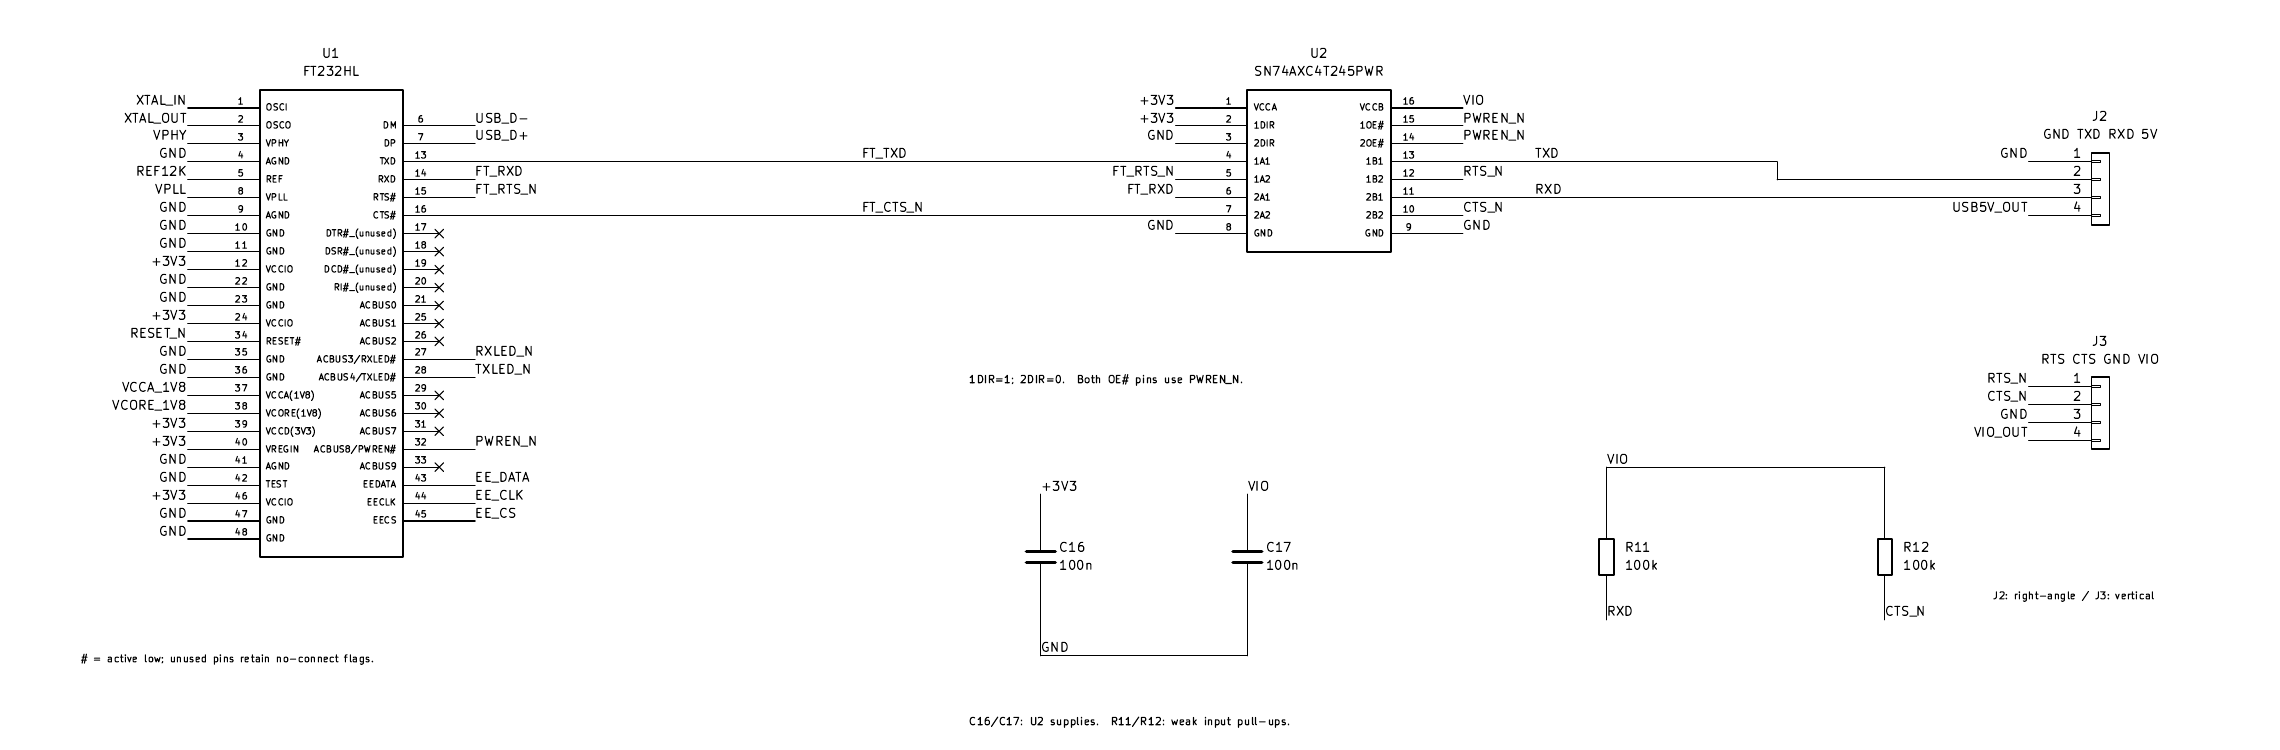 U1
FT232HL
XTAL_IN 1 OSCI
XTAL_OUT 2 OSCO
VPHY 3 VPHY
GND 4 AGND
REF12K 5 REF
VPLL 8 VPLL
GND 9 AGND
GND 10 GND
GND 11 GND
+3V3 12 VCCIO
GND 22 GND
GND 23 GND
+3V3 24 VCCIO
RESET_N 34 RESET#
GND 35 GND
GND 36 GND
VCCA_1V8 37 VCCA(1V8)
VCORE_1V8 38 VCORE(1V8)
+3V3 39 VCCD(3V3)
+3V3 40 VREGIN
GND 41 AGND
GND 42 TEST
+3V3 46 VCCIO
GND 47 GND
GND 48 GND
DM 6 USB_D-
DP 7 USB_D+
TXD 13 FT_TXD
RXD 14 FT_RXD
RTS# 15 FT_RTS_N
CTS# 16 FT_CTS_N
DTR#_(unused) 17
DSR#_(unused) 18
DCD#_(unused) 19
RI#_(unused) 20
ACBUS0 21
ACBUS1 25
ACBUS2 26
ACBUS3/RXLED# 27 RXLED_N
ACBUS4/TXLED# 28 TXLED_N
ACBUS5 29
ACBUS6 30
ACBUS7 31
ACBUS8/PWREN# 32 PWREN_N
ACBUS9 33
EEDATA 43 EE_DATA
EECLK 44 EE_CLK
EECS 45 EE_CS
# = active low; unused pins retain no-connect flags.
U2
SN74AXC4T245PWR
+3V3 1 VCCA
+3V3 2 1DIR
GND 3 2DIR
4 1A1
FT_RTS_N 5 1A2
FT_RXD 6 2A1
7 2A2
GND 8 GND
VCCB 16 VIO
1OE# 15 PWREN_N
2OE# 14 PWREN_N
1B1 13 TXD
1B2 12 RTS_N
2B1 11 RXD
2B2 10 CTS_N
GND 9 GND
1DIR=1; 2DIR=0. Both OE# pins use PWREN_N.
+3V3
C16
100n
GND
VIO
C17
100n
C16/C17: U2 supplies. R11/R12: weak input pull-ups.
J2
GND TXD RXD 5V
GND 1
2
3
USB5V_OUT 4
J3
RTS CTS GND VIO
RTS_N 1
CTS_N 2
GND 3
VIO_OUT 4
VIO
R11
100k
RXD
R12
100k
CTS_N
J2: right-angle / J3: vertical